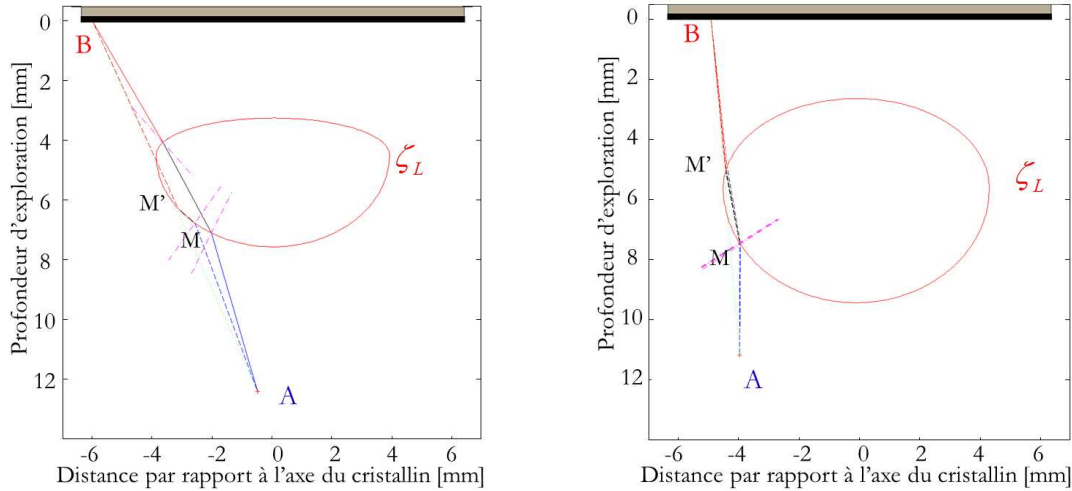 0
2
4
6
8
10
12
Profondeur d'exploration [mm]
B
M'
M
A
ζL
-6 -4 -2 0 2 4 6
Distance par rapport à l'axe du cristallin [mm]
0
2
4
6
8
10
12
Profondeur d'exploration [mm]
B
M'
M
A
ζL
-6 -4 -2 0 2 4 6
Distance par rapport à l'axe du cristallin [mm]